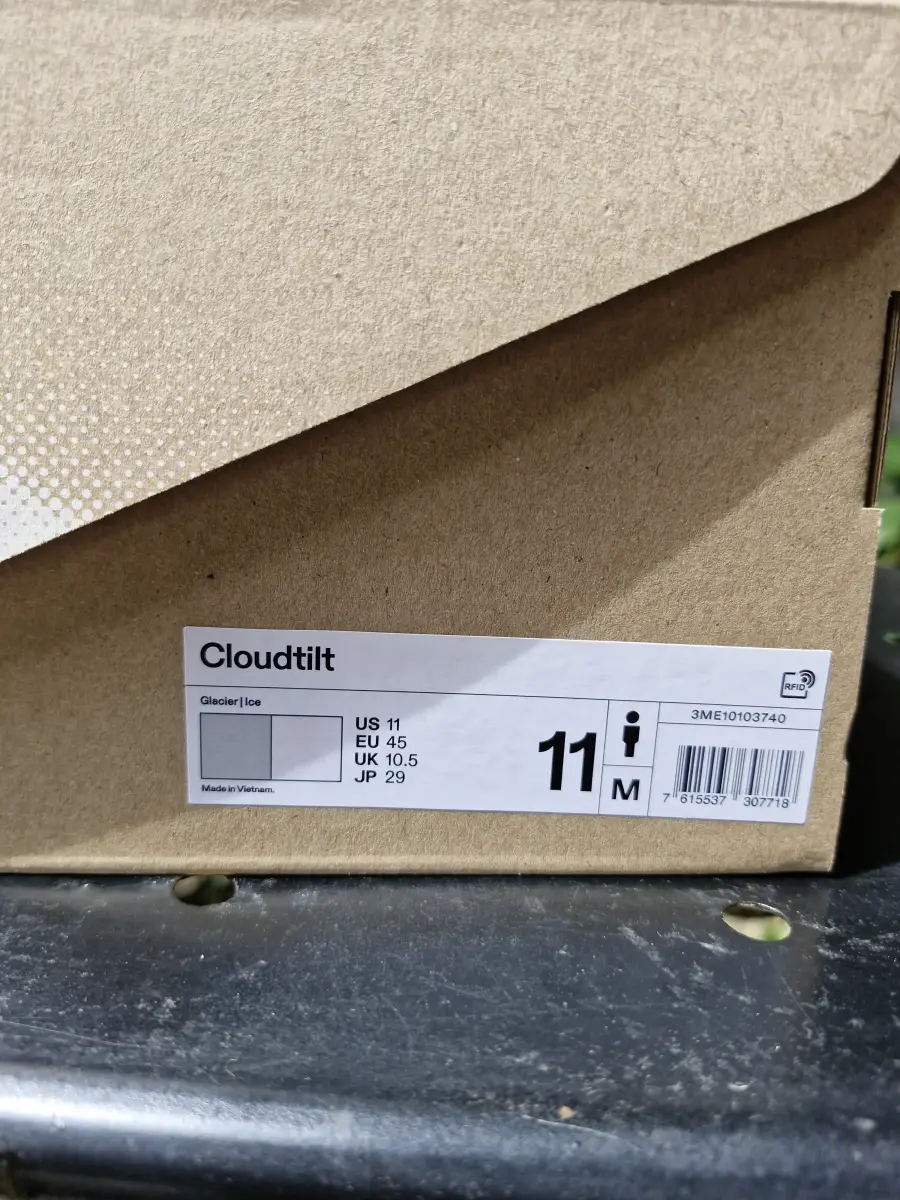 Cloudtilt
RFID
Glacier|Ice
US 11
EU 45
UK 10.5
JP 29
Made in Vietnam.
11
M
3ME10103740
7 615537 307718